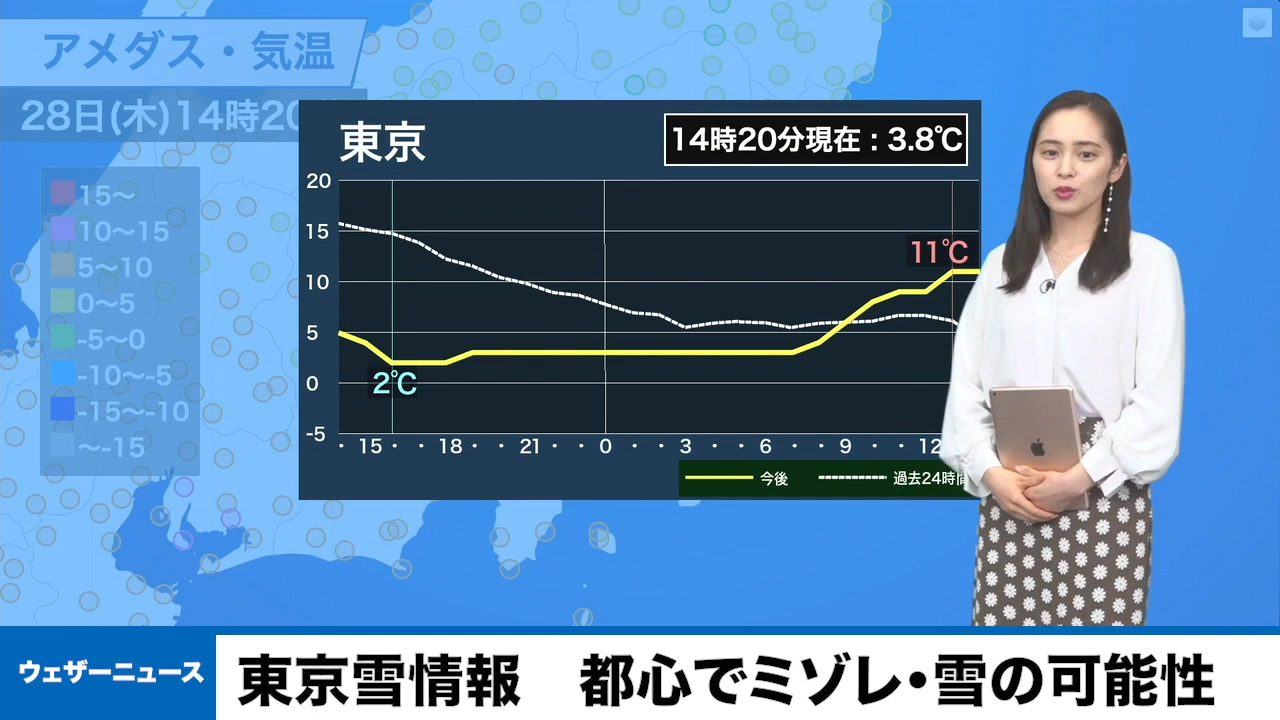 アメダス・気温
28日(木)14時20
東京
14時20分現在：3.8℃
15〜
10〜15
5〜10
0〜5
-5〜0
-10〜-5
-15〜-10
〜-15
20
15
10
5
0
-5
11℃
2℃
・ 15 ・ ・ 18 ・ ・ 21 ・ ・ 0 ・ ・ 3 ・ ・ 6 ・ ・ 9 ・ ・ 12
今後 過去24時間
ウェザーニュース
東京雪情報　都心でミゾレ・雪の可能性